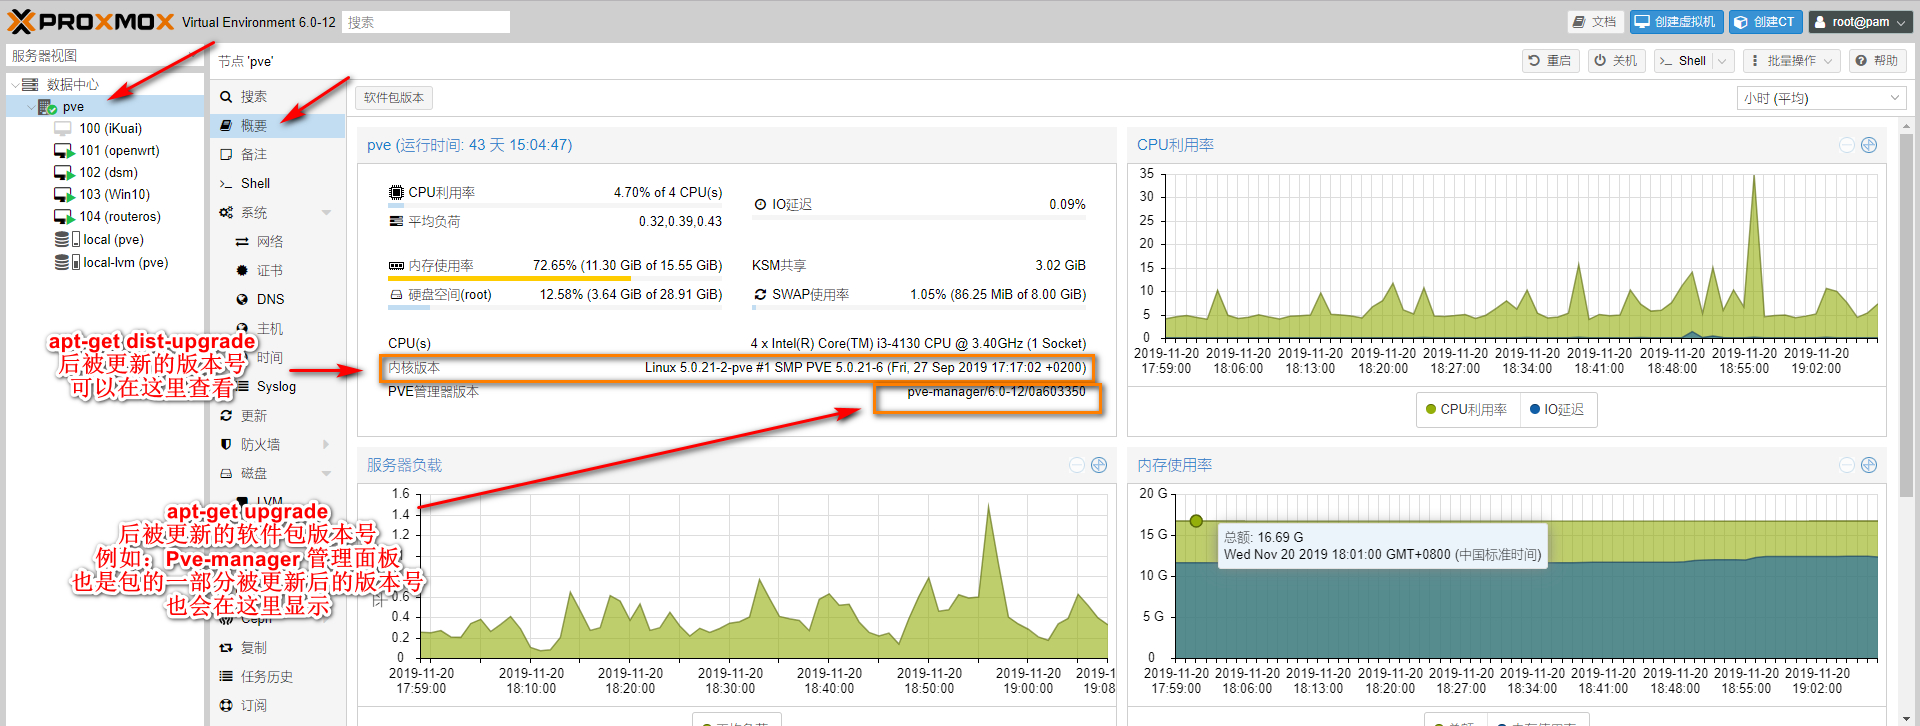 PROXMOX Virtual Environment 6.0-12 搜索
文档 创建虚拟机 创建CT root@pam
服务器视图
数据中心
pve
100 (iKuai)
101 (openwrt)
102 (dsm)
103 (Win10)
104 (routeros)
local (pve)
local-lvm (pve)
节点 'pve'
重启 关机 Shell 批量操作 帮助
搜索
概要
备注
Shell
系统
网络
证书
DNS
主机
时间
Syslog
更新
防火墙
磁盘
LVM
Ceph
复制
任务历史
订阅
apt-get dist-upgrade
后被更新的版本号
可以在这里查看
apt-get upgrade
后被更新的软件包版本号
例如：Pve-manager 管理面板
也是包的一部分被更新后的版本号
也会在这里显示
软件包版本
小时 (平均)
pve (运行时间: 43 天 15:04:47)
CPU利用率 4.70% of 4 CPU(s)
平均负荷 0.32,0.39,0.43
IO延迟 0.09%
内存使用率 72.65% (11.30 GiB of 15.55 GiB)
KSM共享 3.02 GiB
硬盘空间(root) 12.58% (3.64 GiB of 28.91 GiB)
SWAP使用率 1.05% (86.25 MiB of 8.00 GiB)
CPU(s) 4 x Intel(R) Core(TM) i3-4130 CPU @ 3.40GHz (1 Socket)
内核版本 Linux 5.0.21-2-pve #1 SMP PVE 5.0.21-6 (Fri, 27 Sep 2019 17:17:02 +0200)
PVE管理器版本 pve-manager/6.0-12/0a603350
CPU利用率
35
30
25
20
15
10
5
0
2019-11-20 2019-11-20 2019-11-20 2019-11-20 2019-11-20 2019-11-20 2019-11-20 2019-11-20 2019-11-20 2019-11-20
17:59:00 18:06:00 18:13:00 18:20:00 18:27:00 18:34:00 18:41:00 18:48:00 18:55:00 19:02:00
CPU利用率 IO延迟
服务器负载
1.6
1.4
1.2
1
0.6
0.4
0.2
0
2019-11-20 2019-11-20 2019-11-20 2019-11-20 2019-11-20 2019-11-20 2019-11-20 2019-1
17:59:00 18:10:00 18:20:00 18:30:00 18:40:00 18:50:00 19:00:00 19:08
平均负荷
内存使用率
20 G
15 G
10 G
5 G
0
总额: 16.69 G
Wed Nov 20 2019 18:01:00 GMT+0800 (中国标准时间)
2019-11-20 2019-11-20 2019-11-20 2019-11-20 2019-11-20 2019-11-20 2019-11-20 2019-11-20 2019-11-20 2019-11-20
17:59:00 18:06:00 18:13:00 18:20:00 18:27:00 18:34:00 18:41:00 18:48:00 18:55:00 19:02:00
总额 内存使用率